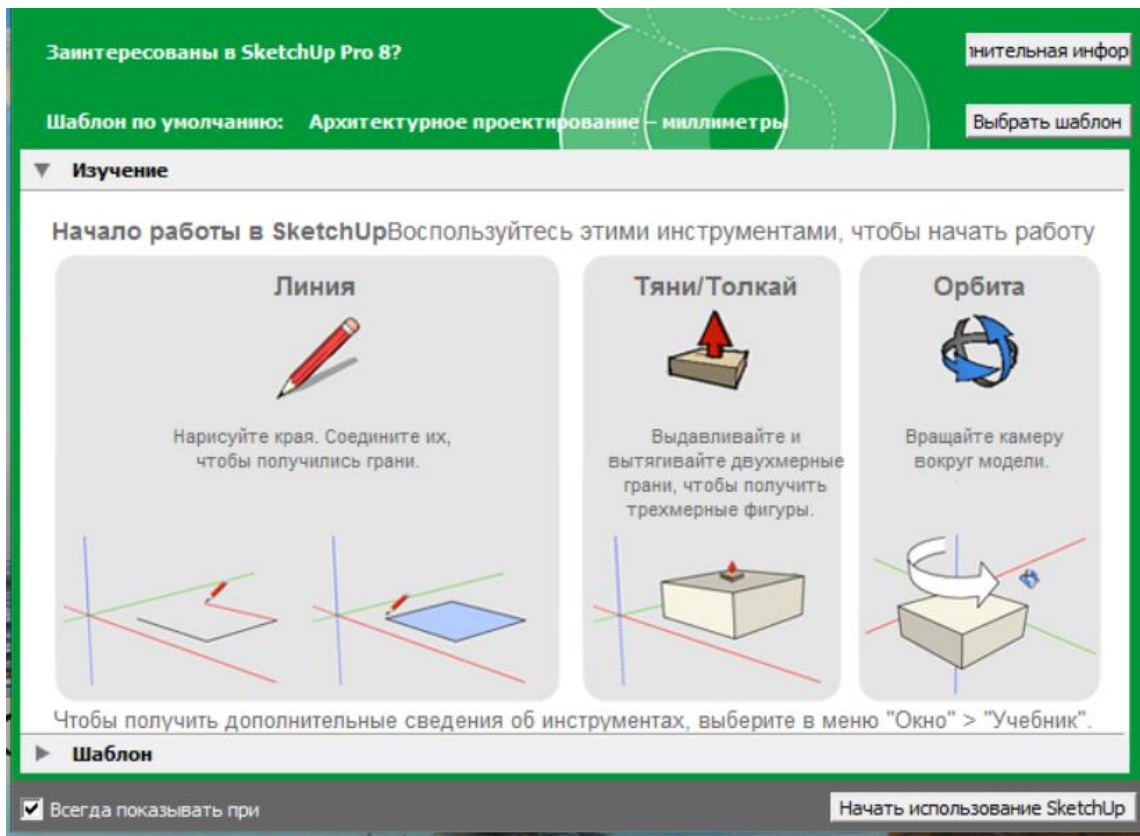 Заинтересованы в SketchUp Pro 8?
нительная инфор
Шаблон по умолчанию: Архитектурное проектирование – миллиметры
Выбрать шаблон
Изучение
Начало работы в SketchUpВоспользуйтесь этими инструментами, чтобы начать работу
Линия
Нарисуйте края. Соедините их,
чтобы получились грани.
Тяни/Толкай
Выдавливайте и
вытягивайте двухмерные
грани, чтобы получить
трехмерные фигуры.
Орбита
Вращайте камеру
вокруг модели.
Чтобы получить дополнительные сведения об инструментах, выберите в меню "Окно" > "Учебник".
Шаблон
Всегда показывать при
Начать использование SketchUp